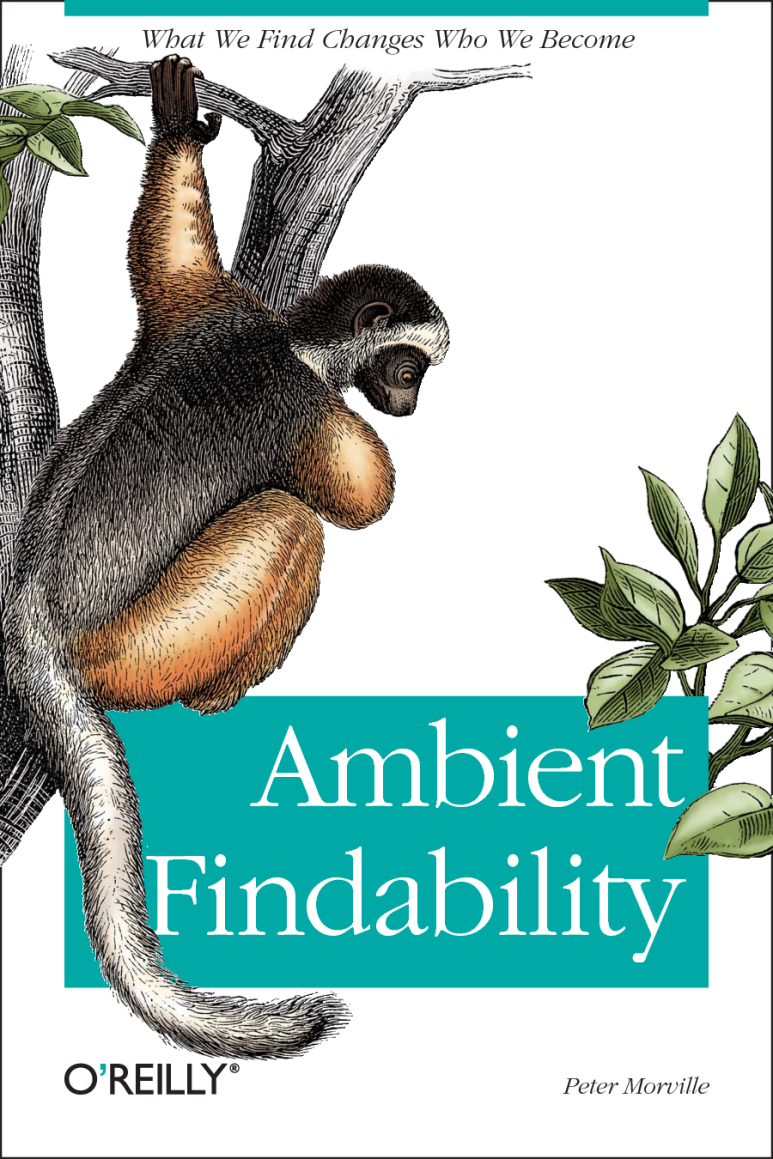 What We Find Changes Who We Become
Ambient
Findability
O'REILLY®
Peter Morville